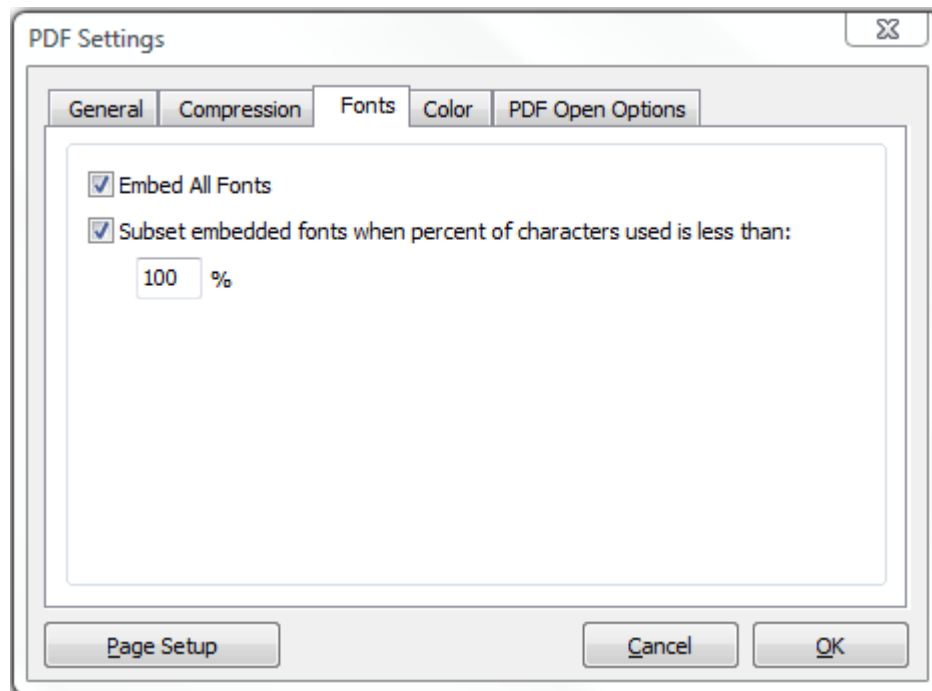 PDF Settings
General Compression Fonts Color PDF Open Options
Embed All Fonts
Subset embedded fonts when percent of characters used is less than:
100 %
Page Setup Cancel OK